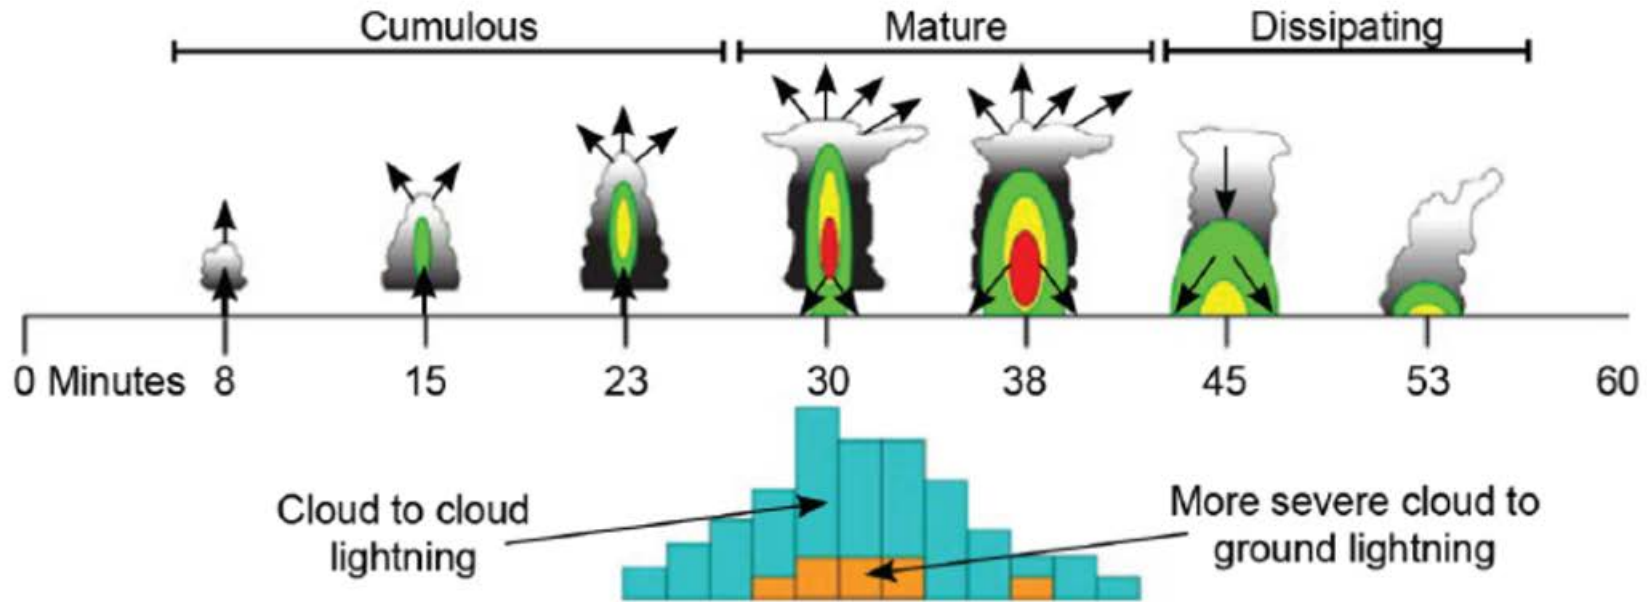 Cumulous Mature Dissipating
0 Minutes 8 15 23 30 38 45 53 60
Cloud to cloud
lightning
More severe cloud to
ground lightning